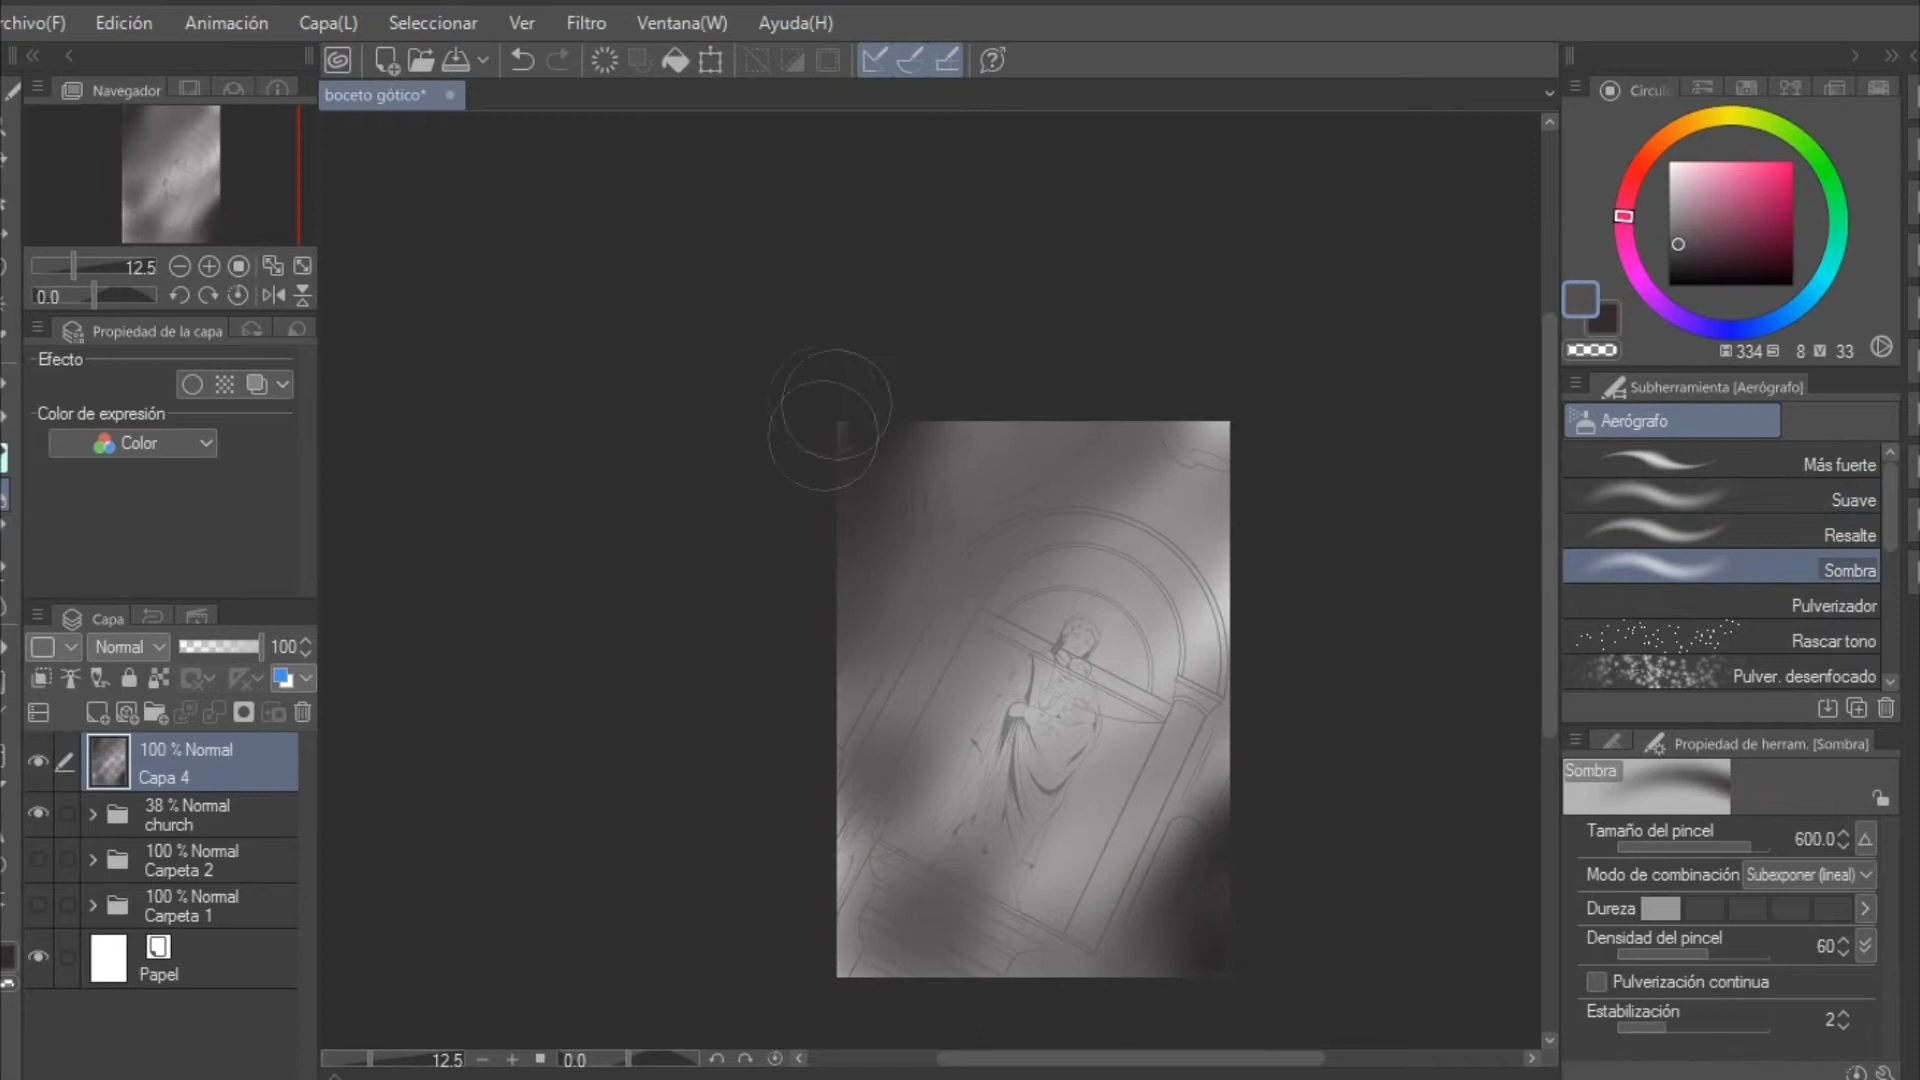 rchivo(F) Edición Animación Capa(L) Seleccionar Ver Filtro Ventana(W) Ayuda(H)
Navegador
boceto gótico*
Círcul
12.5
0.0
334 8 33
Propiedad de la capa
Efecto
Color de expresión
Color
Subherramienta [Aerógrafo]
Aerógrafo
Más fuerte
Suave
Resalte
Sombra
Pulverizador
Rascar tono
Pulver. desenfocado
Capa
Normal 100
100 % Normal
Capa 4
38 % Normal
church
100 % Normal
Carpeta 2
100 % Normal
Carpeta 1
Papel
Propiedad de herram. [Sombra]
Sombra
Tamaño del pincel 600.0
Modo de combinación Subexponer (lineal)
Dureza
Densidad del pincel 60
Pulverización continua
Estabilización 2
12.5 0.0